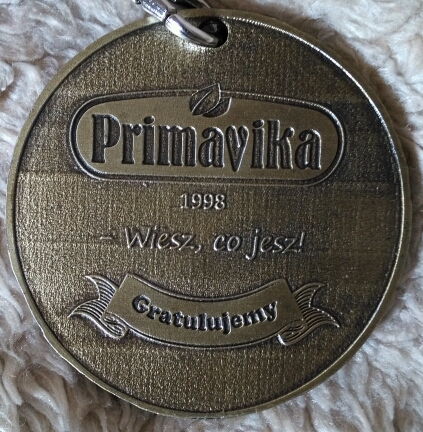 Primavika
1998
- Wiesz, co jesz!
Gratulujemy